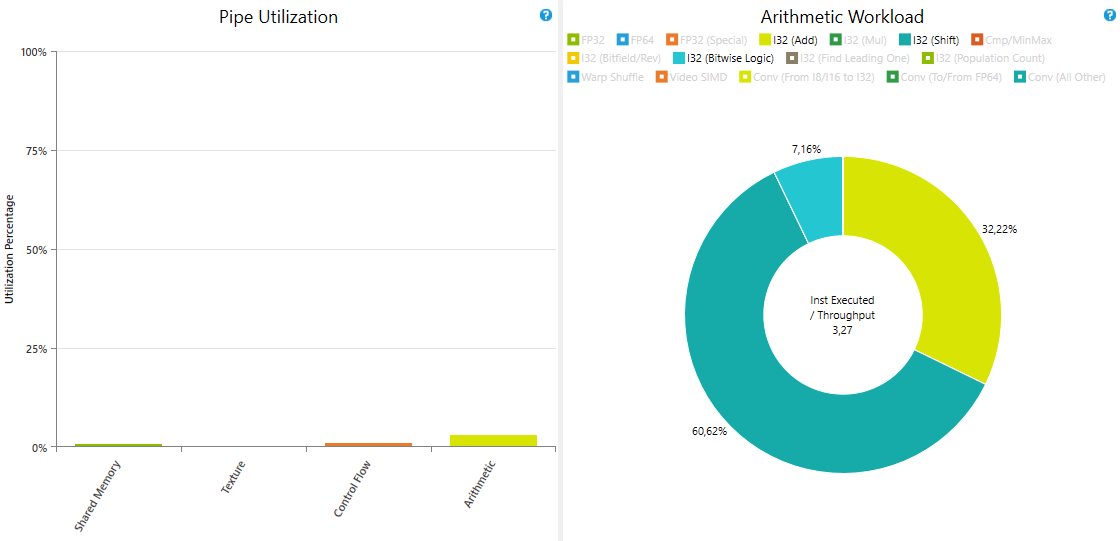 Pipe Utilization
100%
75%
50%
25%
0%
Utilization Percentage
Shared Memory
Texture
Control Flow
Arithmetic
Arithmetic Workload
FP32 FP64 FP32 (Special) I32 (Add) I32 (Mul) I32 (Shift) Cmp/MinMax
I32 (Bitfield/Rev) I32 (Bitwise Logic) I32 (Find Leading One) I32 (Population Count)
Warp Shuffle Video SIMD Conv (From I8/I16 to I32) Conv (To/From FP64) Conv (All Other)
7,16%
32,22%
Inst Executed
/ Throughput
3,27
60,62%